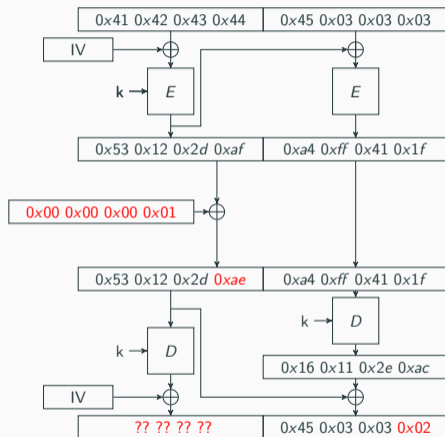 0x41 0x42 0x43 0x44 0x45 0x03 0x03 0x03
IV
k E E
0x53 0x12 0x2d 0xaf 0xa4 0xff 0x41 0x1f
0x00 0x00 0x00 0x01
0x53 0x12 0x2d 0xae 0xa4 0xff 0x41 0x1f
k D
k D
0x16 0x11 0x2e 0xac
IV
?? ?? ?? ?? 0x45 0x03 0x03 0x02